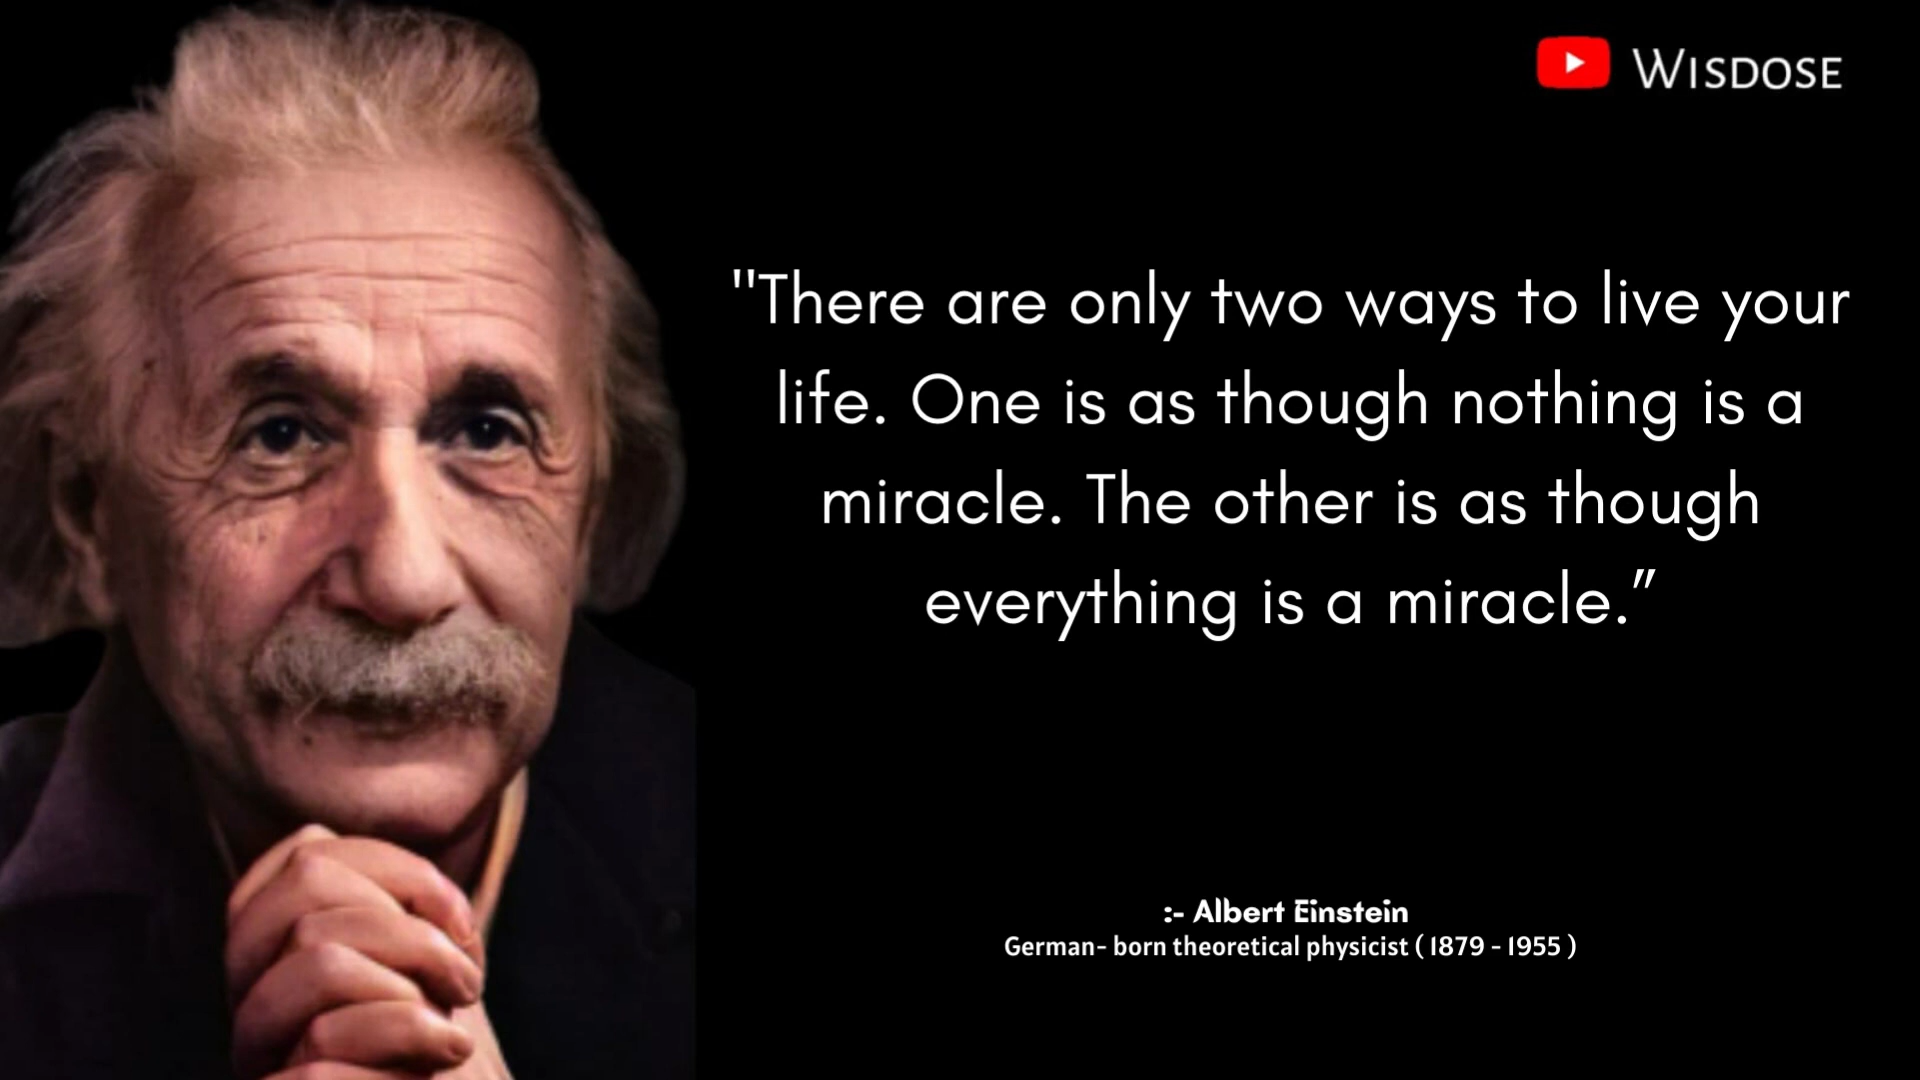 WISDOSE
"There are only two ways to live your
life. One is as though nothing is a
miracle. The other is as though
everything is a miracle.”
:- Albert Einstein
German- born theoretical physicist ( 1879 - 1955 )